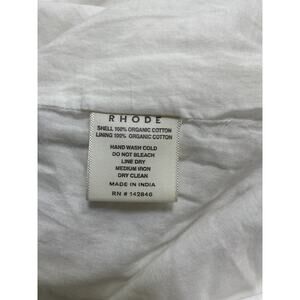 RHODE
SHELL 100% ORGANIC COTTON
LINING 100% ORGANIC COTTON
HAND WASH COLD
DO NOT BLEACH
LINE DRY
MEDIUM IRON
DRY CLEAN
MADE IN INDIA
RN # 142846